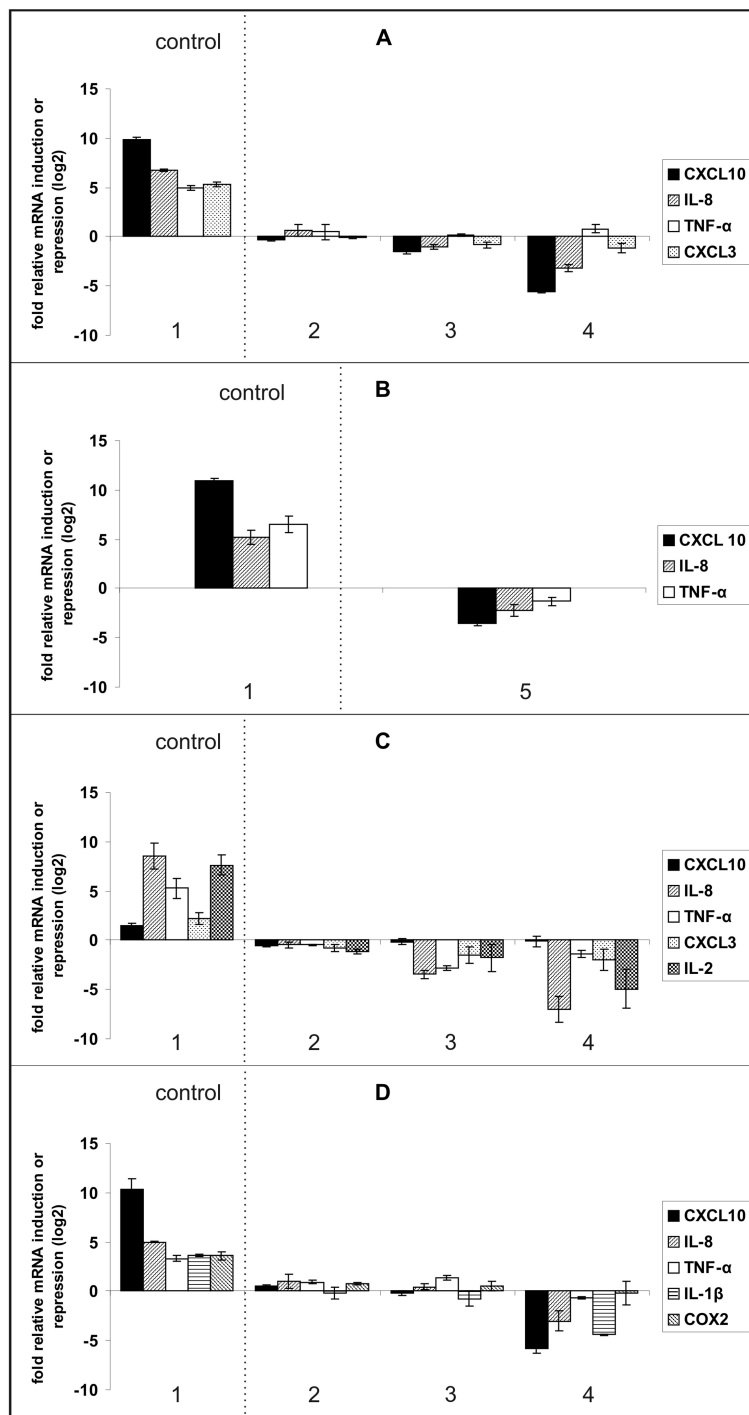 control
A
fold relative mRNA induction or
repression (log2)
15
10
5
0
-5
-10
1
2
3
4
CXCL10
IL-8
TNF-α
CXCL3
control
B
fold relative mRNA induction or
repression (log2)
15
10
5
0
-5
-10
1
5
CXCL 10
IL-8
TNF-α
control
C
fold relative mRNA induction or
repression (log2)
15
10
5
0
-5
-10
1
2
3
4
CXCL10
IL-8
TNF-α
CXCL3
IL-2
control
D
fold relative mRNA induction or
repression (log2)
15
10
5
0
-5
-10
1
2
3
4
CXCL10
IL-8
TNF-α
IL-1β
COX2